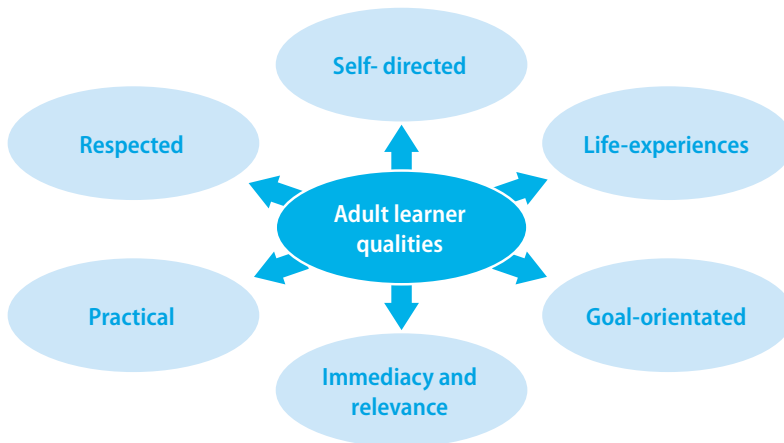 Self- directed
Respected
Life-experiences
Adult learner
qualities
Practical
Goal-orientated
Immediacy and
relevance